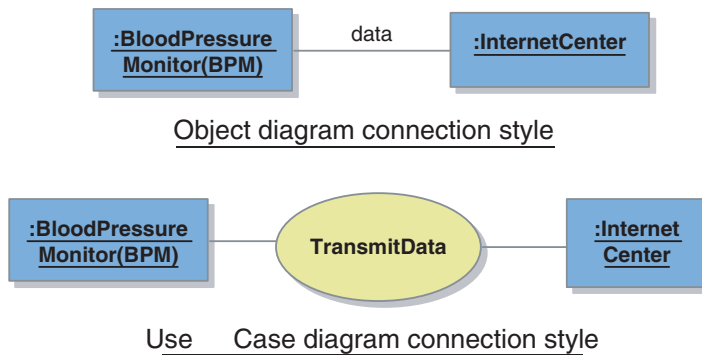 :BloodPressure
Monitor(BPM)
data
:InternetCenter
Object diagram connection style
:BloodPressure
Monitor(BPM)
TransmitData
:Internet
Center
Use Case diagram connection style